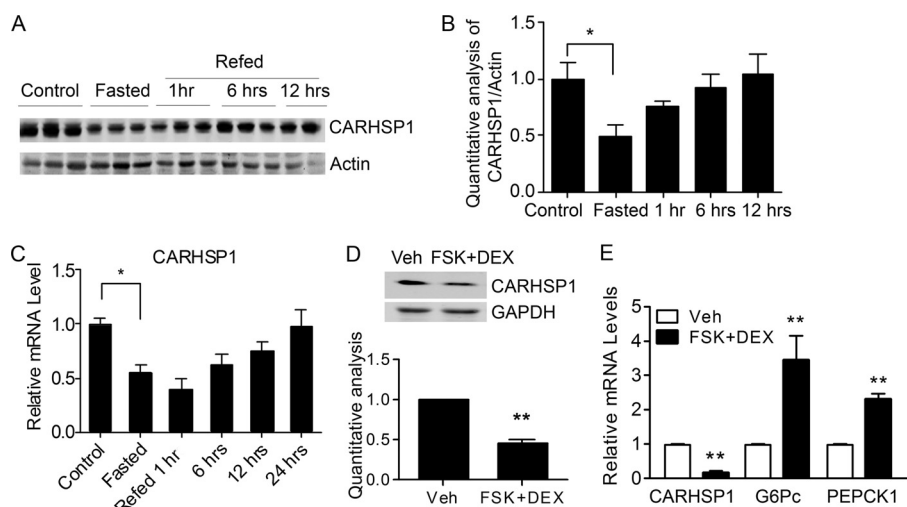 A
Refed
Control Fasted 1hr 6 hrs 12 hrs
CARHSP1
Actin
B
Quantitative analysis of
CARHSP1/Actin
1.5
1.0
0.5
0.0
*
Control Fasted 1 hr 6 hrs 12 hrs
C
CARHSP1
Relative mRNA Level
1.5
1.0
0.5
0.0
*
Control
Fasted
Refed 1 hr
6 hrs
12 hrs
24 hrs
D
Veh FSK+DEX
CARHSP1
GAPDH
Quantitative analysis
1.5
1.0
0.5
0.0
**
Veh FSK+DEX
E
Relative mRNA Levels
5
4
3
2
1
0
Veh
FSK+DEX
**
**
**
CARHSP1 G6Pc PEPCK1